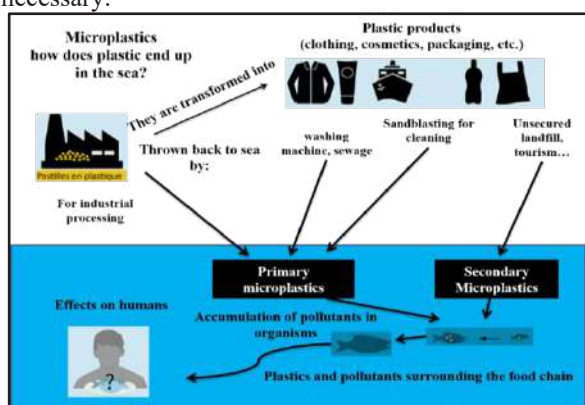 necessary.
Microplastics
how does plastic end up
in the sea?
Plastic products
(clothing, cosmetics, packaging, etc.)
They are transformed into
Pastilles en plastique
Thrown back to sea
by:
For industrial
processing
washing
machine, sewage
Sandblasting for
cleaning
Unsecured
landfill,
tourism...
Primary
microplastics
Secondary
Microplastics
Effects on humans
?
Accumulation of pollutants in
organisms
Plastics and pollutants surrounding the food chain